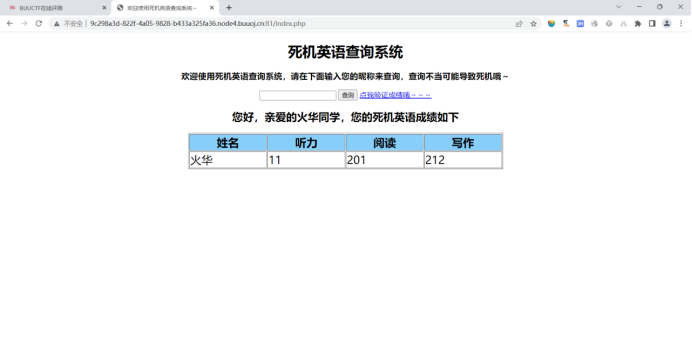 BUUCTF在线评测
欢迎使用死机英语查询系统~
不安全 | 9c298a3d-822f-4a05-9828-b433a325fa36.node4.buuoj.cn:81/index.php
死机英语查询系统
欢迎使用死机英语查询系统，请在下面输入您的昵称来查询，查询不当可能导致死机哦~
查询 点我验证成绩哦~~~~
您好，亲爱的火华同学，您的死机英语成绩如下
姓名 听力 阅读 写作
火华 11 201 212